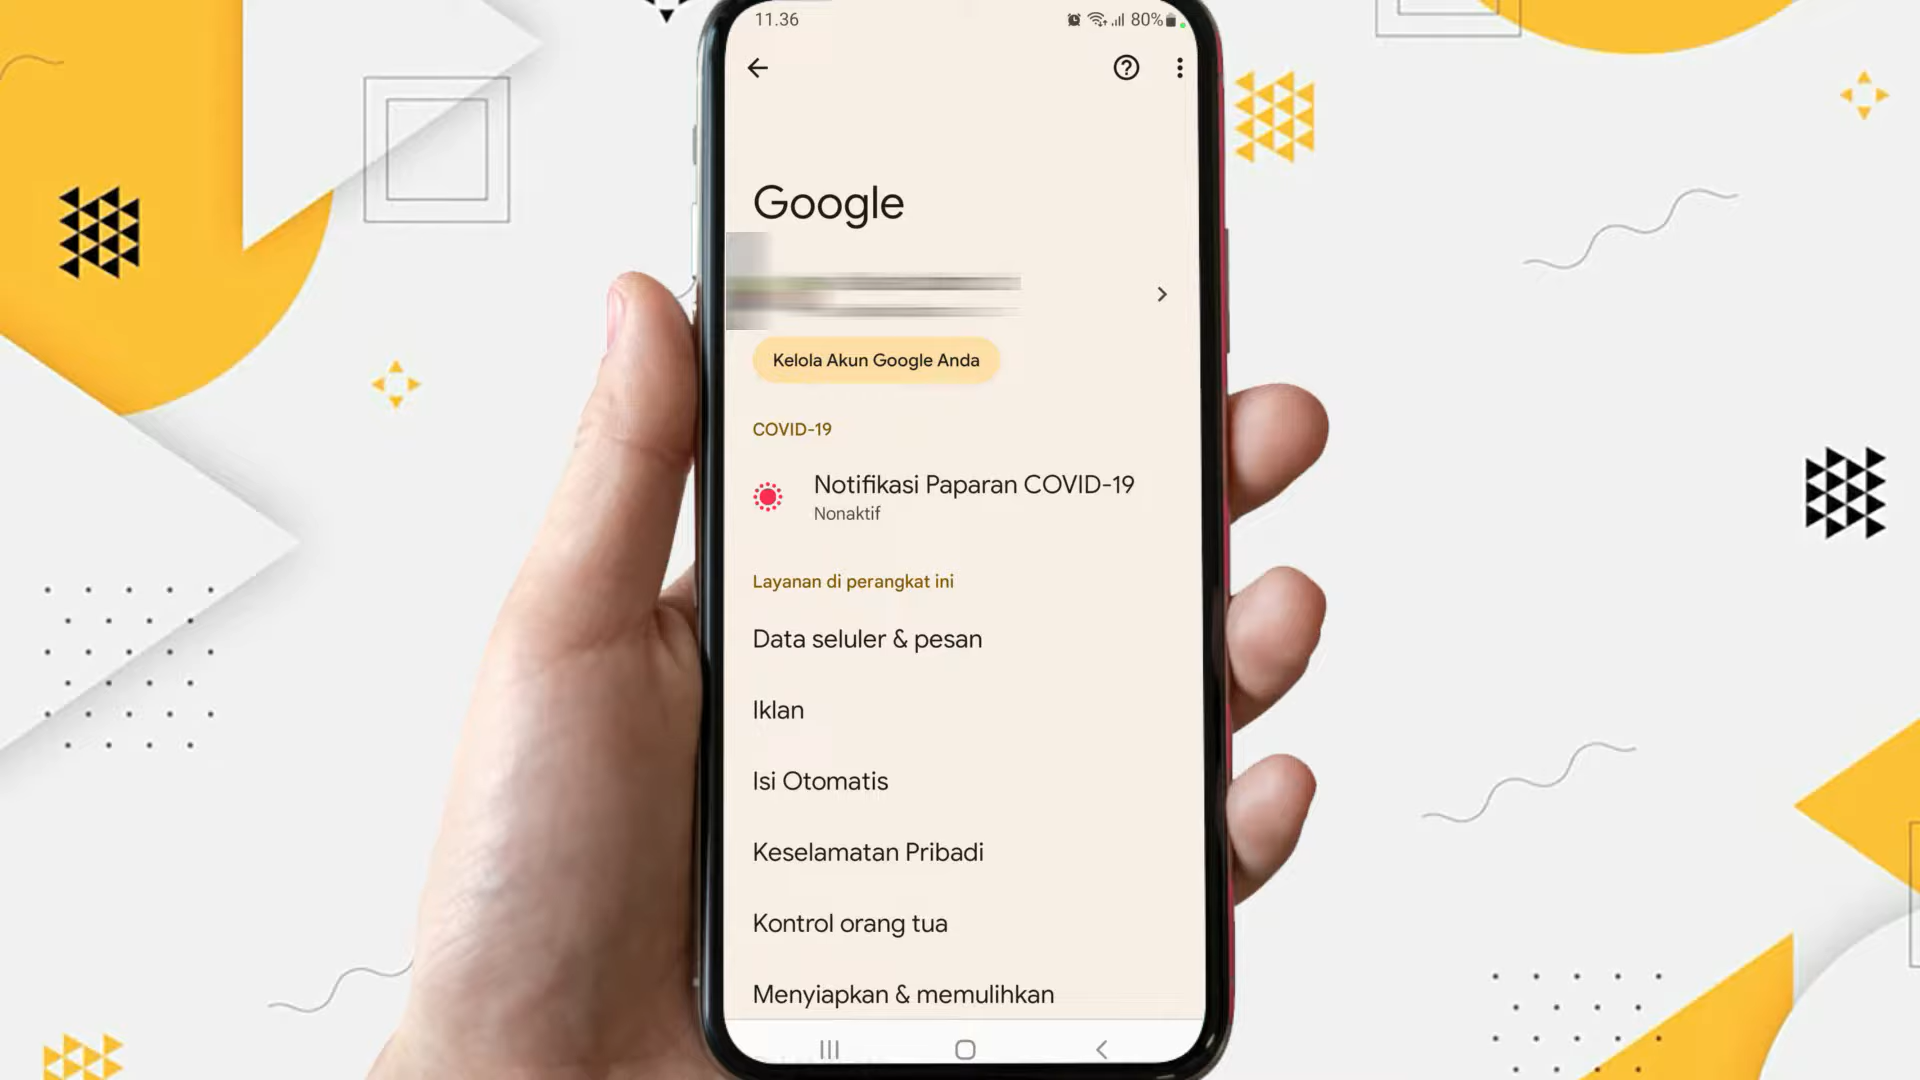 11.36
80%
Google
Kelola Akun Google Anda
COVID-19
Notifikasi Paparan COVID-19
Nonaktif
Layanan di perangkat ini
Data seluler & pesan
Iklan
Isi Otomatis
Keselamatan Pribadi
Kontrol orang tua
Menyiapkan & memulihkan